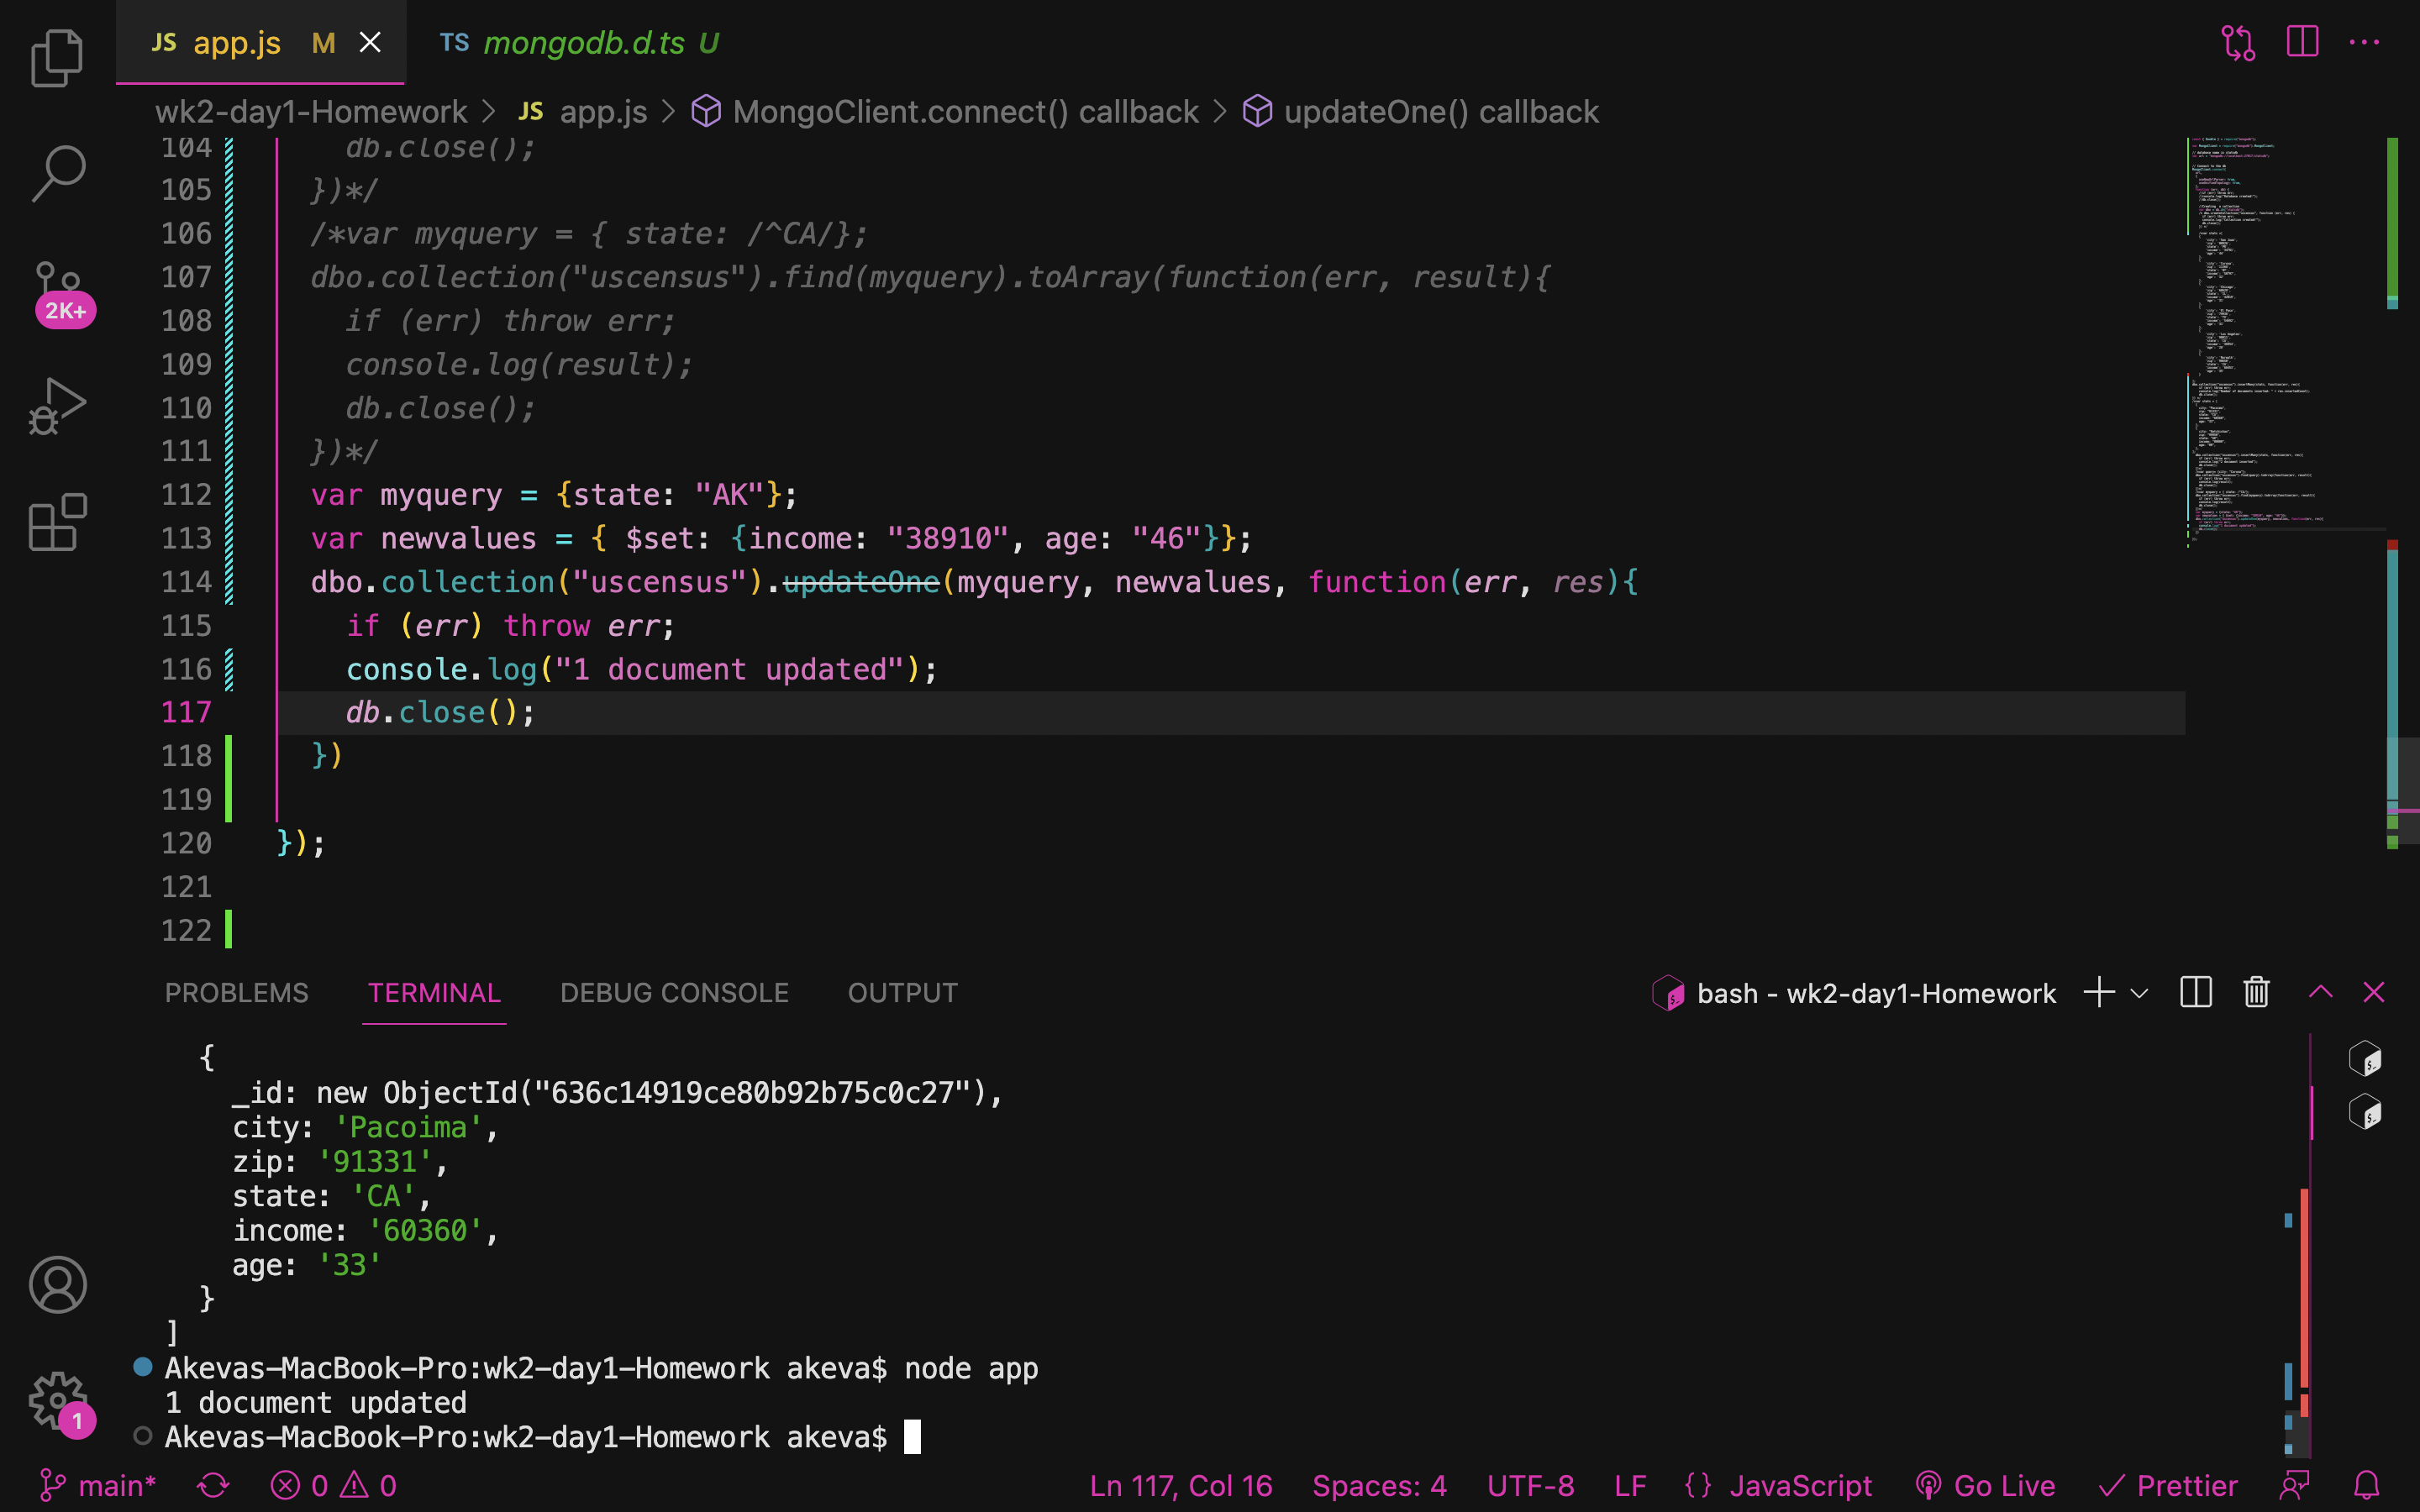 JS app.js M TS mongodb.d.ts U
wk2-day1-Homework > JS app.js > MongoClient.connect() callback > updateOne() callback
104 db.close();
105 })*/
106 /*var myquery = { state: /^CA/};
107 dbo.collection("uscensus").find(myquery).toArray(function(err, result){
108 if (err) throw err;
109 console.log(result);
110 db.close();
111 })*/
112 var myquery = {state: "AK"};
113 var newvalues = { $set: {income: "38910", age: "46"}};
114 dbo.collection("uscensus").updateOne(myquery, newvalues, function(err, res){
115 if (err) throw err;
116 console.log("1 document updated");
117 db.close();
118 })
119
120 });
121
122
2K+
PROBLEMS TERMINAL DEBUG CONSOLE OUTPUT bash - wk2-day1-Homework
{
_id: new ObjectId("636c14919ce80b92b75c0c27"),
city: 'Pacoima',
zip: '91331',
state: 'CA',
income: '60360',
age: '33'
}
]
Akevas-MacBook-Pro:wk2-day1-Homework akeva$ node app
1 document updated
Akevas-MacBook-Pro:wk2-day1-Homework akeva$
1
main* 0 0 Ln 117, Col 16 Spaces: 4 UTF-8 LF {} JavaScript Go Live Prettier